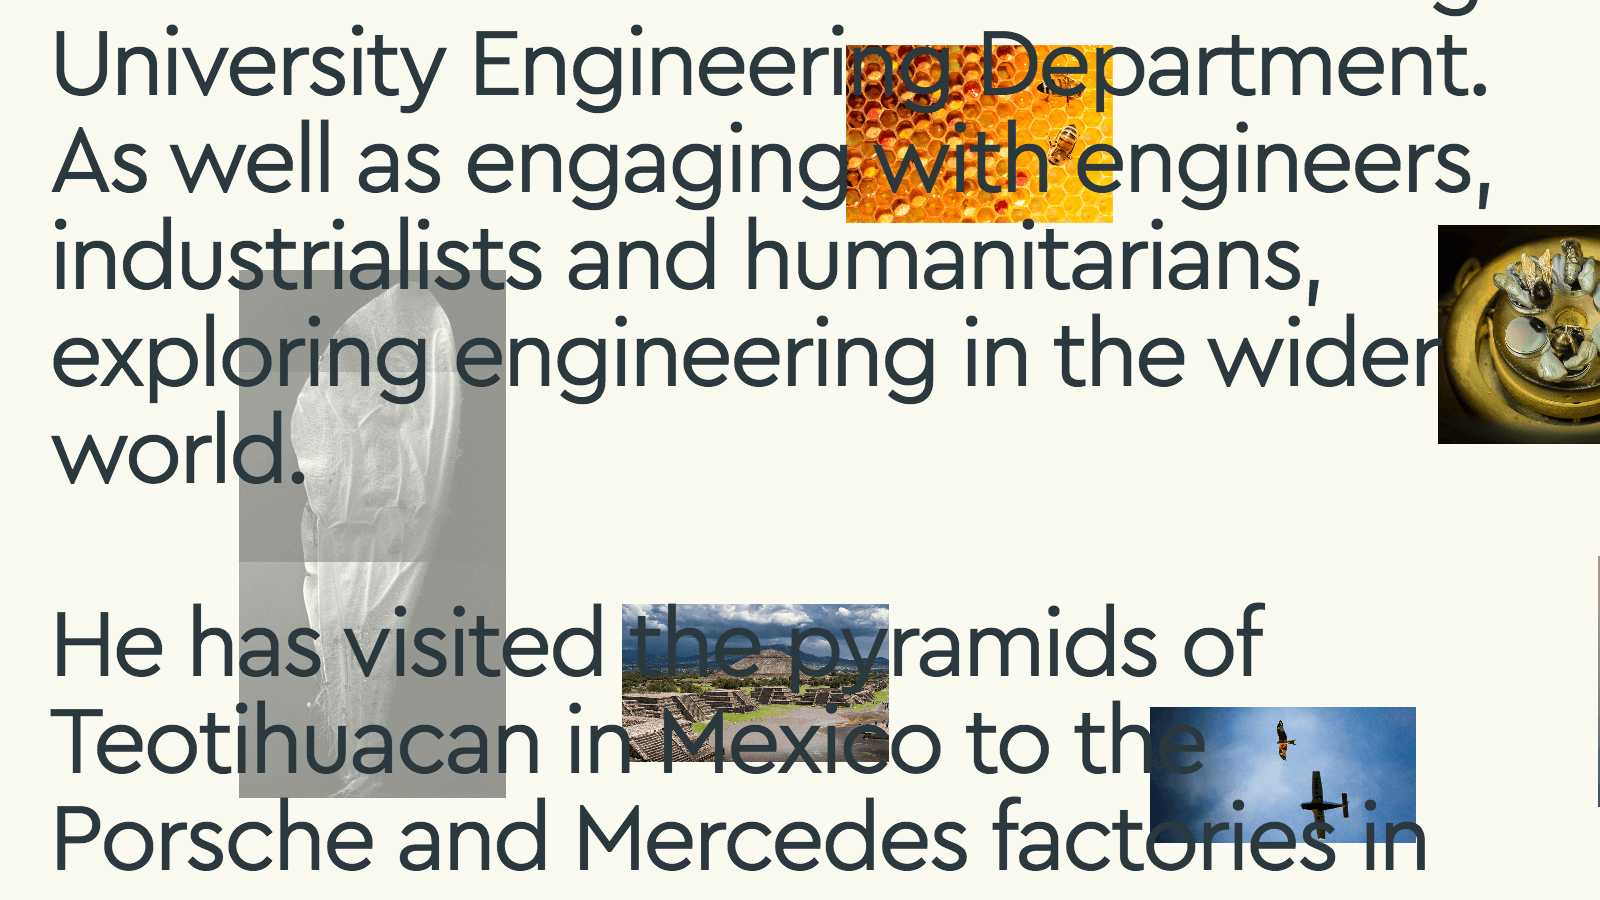 University Engineering Department.
As well as engaging with engineers,
industrialists and humanitarians,
exploring engineering in the wider
world.
He has visited the pyramids of
Teotihuacan in Mexico to the
Porsche and Mercedes factories in